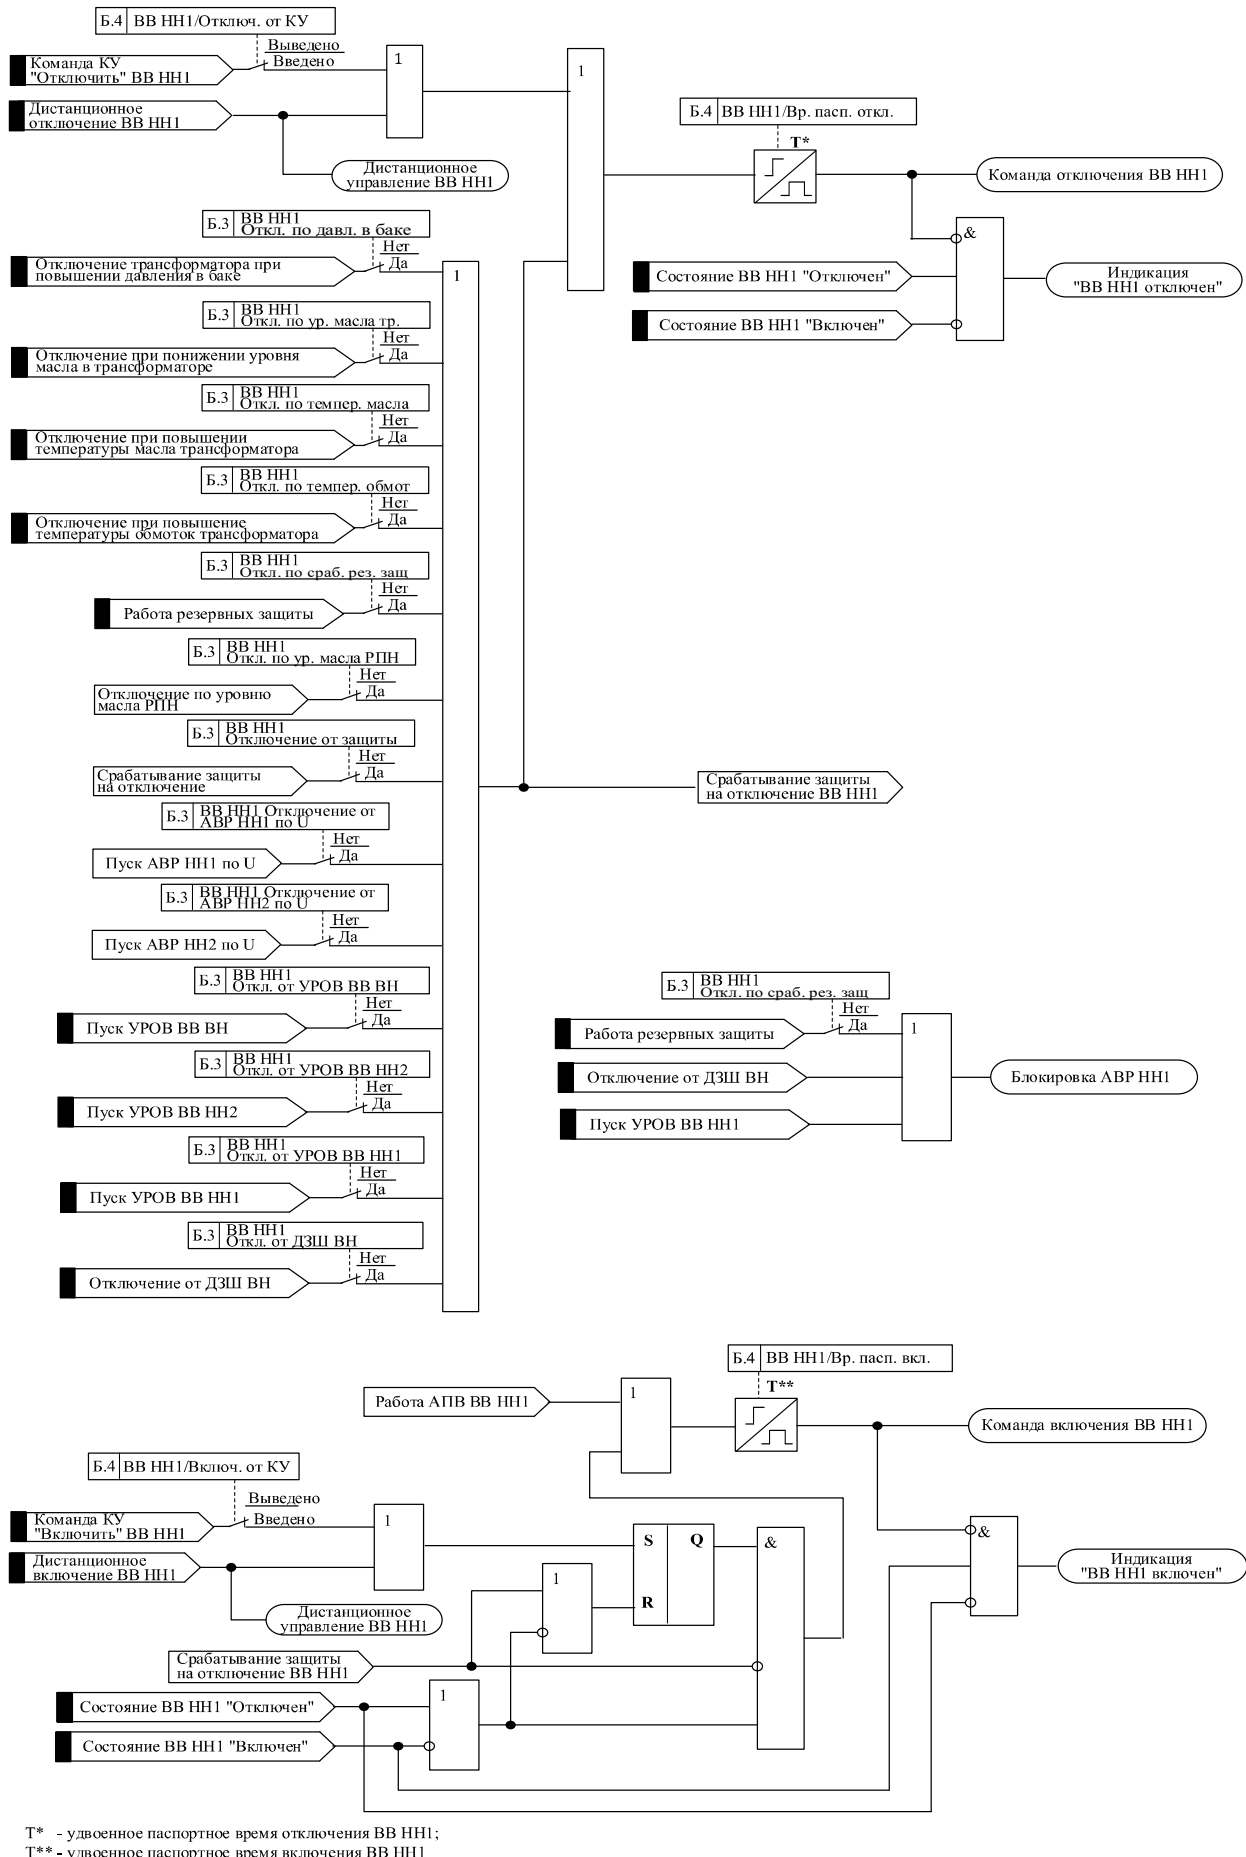 Б.4 ВВ НН1/Отключ. от КУ
Выведено
Введено
Команда КУ
"Отключить" ВВ НН1
1
Дистанционное
отключение ВВ НН1
Дистанционное
управление ВВ НН1
1
Б.4 ВВ НН1/Вр. пасп. откл.
T*
Команда отключения ВВ НН1
&
Состояние ВВ НН1 "Отключен"
Состояние ВВ НН1 "Включен"
Индикация
"ВВ НН1 отключен"
Б.3 ВВ НН1
Откл. по давл. в баке
Нет
Да
Отключение трансформатора при
повышении давления в баке
1
Б.3 ВВ НН1
Откл. по ур. масла тр.
Нет
Да
Отключение при понижении уровня
масла в трансформаторе
Б.3 ВВ НН1
Откл. по темпер. масла
Нет
Да
Отключение при повышении
температуры масла трансформатора
Б.3 ВВ НН1
Откл. по темпер. обмот
Нет
Да
Отключение при повышение
температуры обмоток трансформатора
Б.3 ВВ НН1
Откл. по сраб. рез. защ
Нет
Да
Работа резервных защиты
Б.3 ВВ НН1
Откл. по ур. масла РПН
Нет
Да
Отключение по уровню
масла РПН
Б.3 ВВ НН1
Отключение от защиты
Нет
Да
Срабатывание защиты
на отключение
Срабатывание защиты
на отключение ВВ НН1
Б.3 ВВ НН1 Отключение от
АВР НН1 по U
Нет
Да
Пуск АВР НН1 по U
Б.3 ВВ НН1 Отключение от
АВР НН2 по U
Нет
Да
Пуск АВР НН2 по U
Б.3 ВВ НН1
Откл. от УРОВ ВВ ВН
Нет
Да
Пуск УРОВ ВВ ВН
Б.3 ВВ НН1
Откл. от УРОВ ВВ НН2
Нет
Да
Пуск УРОВ ВВ НН2
Б.3 ВВ НН1
Откл. от УРОВ ВВ НН1
Нет
Да
Пуск УРОВ ВВ НН1
Б.3 ВВ НН1
Откл. от ДЗШ ВН
Нет
Да
Отключение от ДЗШ ВН
Б.3 ВВ НН1
Откл. по сраб. рез. защ
Нет
Да
Работа резервных защиты
1
Отключение от ДЗШ ВН
Пуск УРОВ ВВ НН1
Блокировка АВР НН1
Б.4 ВВ НН1/Вр. пасп. вкл.
T**
Работа АПВ ВВ НН1
1
Команда включения ВВ НН1
Б.4 ВВ НН1/Включ. от КУ
Выведено
Введено
Команда КУ
"Включить" ВВ НН1
1
Дистанционное
включение ВВ НН1
Дистанционное
управление ВВ НН1
S Q
R
&
1
&
Индикация
"ВВ НН1 включен"
Срабатывание защиты
на отключение ВВ НН1
Состояние ВВ НН1 "Отключен"
1
Состояние ВВ НН1 "Включен"
T* - удвоенное паспортное время отключения ВВ НН1;
T** - удвоенное паспортное время включения ВВ НН1